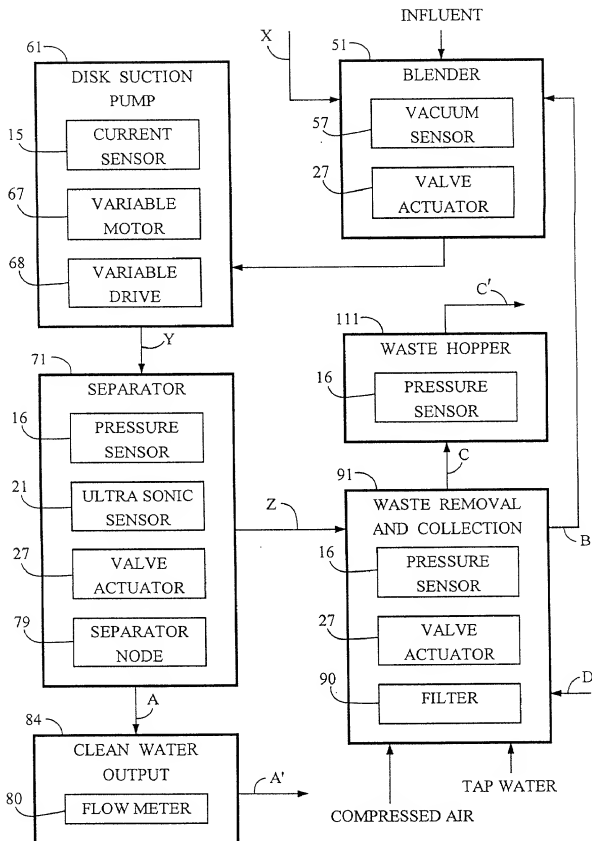 INFLUENT
X
51
BLENDER
57
VACUUM
SENSOR
27
VALVE
ACTUATOR
61
DISK SUCTION
PUMP
15
CURRENT
SENSOR
67
VARIABLE
MOTOR
68
VARIABLE
DRIVE
Y
C'
111
WASTE HOPPER
16
PRESSURE
SENSOR
C
71
SEPARATOR
16
PRESSURE
SENSOR
21
ULTRA SONIC
SENSOR
27
VALVE
ACTUATOR
79
SEPARATOR
NODE
Z
91
WASTE REMOVAL
AND COLLECTION
B
16
PRESSURE
SENSOR
27
VALVE
ACTUATOR
90
FILTER
D
A
84
CLEAN WATER
OUTPUT
80
FLOW METER
A'
TAP WATER
COMPRESSED AIR